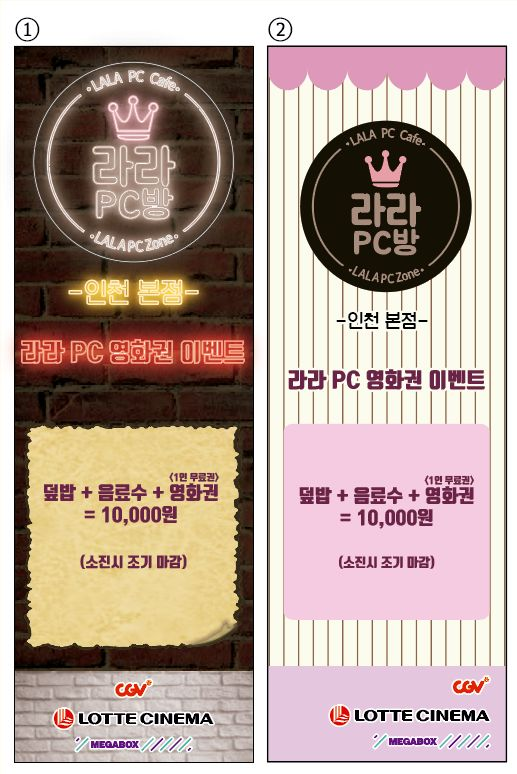 ①
·LALA PC Cafe·
라라
PC방
·LALA PC Zone·
-인천 본점-
라라 PC 영화권 이벤트
<1인 무료권>
덮밥 + 음료수 + 영화권
= 10,000원
(소진시 조기 마감)
CGV
LOTTE CINEMA
MEGABOX
②
·LALA PC Cafe·
라라
PC방
·LALA PC Zone·
-인천 본점-
라라 PC 영화권 이벤트
<1인 무료권>
덮밥 + 음료수 + 영화권
= 10,000원
(소진시 조기 마감)
CGV
LOTTE CINEMA
MEGABOX